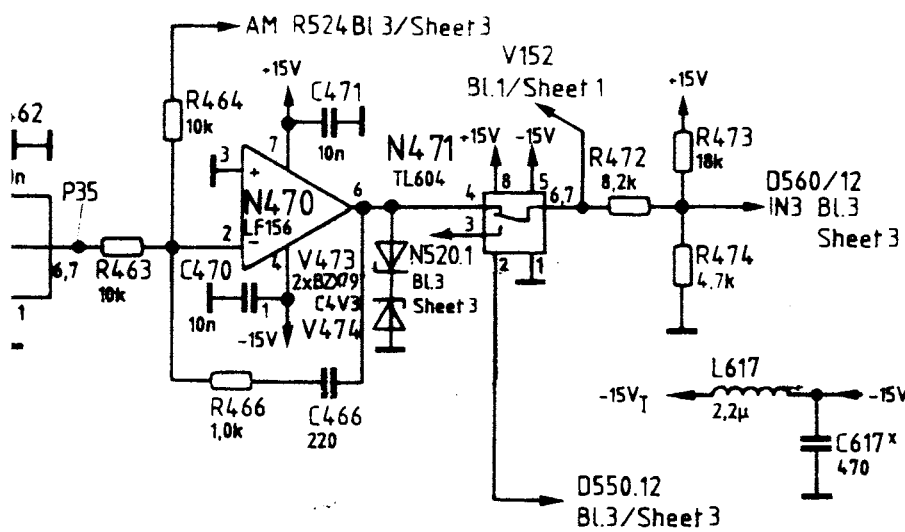 AM R524 Bl 3/Sheet 3
V152
Bl.1/Sheet 1
+15V
C471
10n
R464
10k
62
n
P35
6,7
1
R463
10k
3
+
7
N470
LF156
6
2
−
4
C470
10n
1
-15V
V473
2xBZX79
C4V3
V474
R466
1,0k
C466
220
N471
TL604
+15V
-15V
8
5
4
6,7
3
2
1
N520.1
Bl.3
Sheet 3
R472
8,2k
+15V
R473
18k
D560/12
IN3 Bl.3
Sheet 3
R474
4.7k
L617
2,2µ
-15V T
-15V
C617 x
470
D550.12
Bl.3/Sheet 3